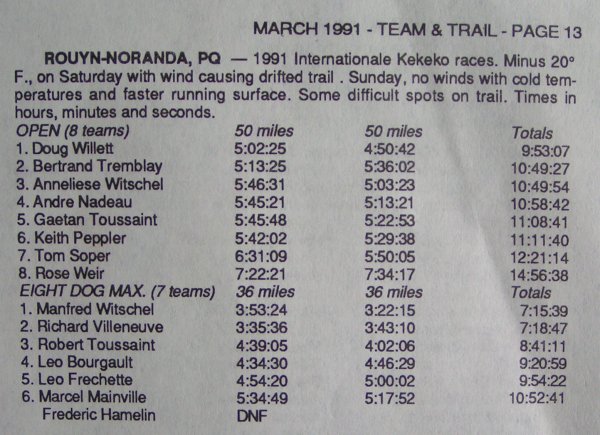 MARCH 1991 - TEAM & TRAIL - PAGE 13
ROUYN-NORANDA, PQ — 1991 Internationale Kekeko races. Minus 20°
F., on Saturday with wind causing drifted trail . Sunday, no winds with cold tem-
peratures and faster running surface. Some difficult spots on trail. Times in
hours, minutes and seconds.
OPEN (8 teams) 50 miles 50 miles Totals
1. Doug Willett 5:02:25 4:50:42 9:53:07
2. Bertrand Tremblay 5:13:25 5:36:02 10:49:27
3. Anneliese Witschel 5:46:31 5:03:23 10:49:54
4. Andre Nadeau 5:45:21 5:13:21 10:58:42
5. Gaetan Toussaint 5:45:48 5:22:53 11:08:41
6. Keith Peppler 5:42:02 5:29:38 11:11:40
7. Tom Soper 6:31:09 5:50:05 12:21:14
8. Rose Weir 7:22:21 7:34:17 14:56:38
EIGHT DOG MAX. (7 teams) 36 miles 36 miles Totals
1. Manfred Witschel 3:53:24 3:22:15 7:15:39
2. Richard Villeneuve 3:35:36 3:43:10 7:18:47
3. Robert Toussaint 4:39:05 4:02:06 8:41:11
4. Leo Bourgault 4:34:30 4:46:29 9:20:59
5. Leo Frechette 4:54:20 5:00:02 9:54:22
6. Marcel Mainville 5:34:49 5:17:52 10:52:41
Frederic Hamelin DNF